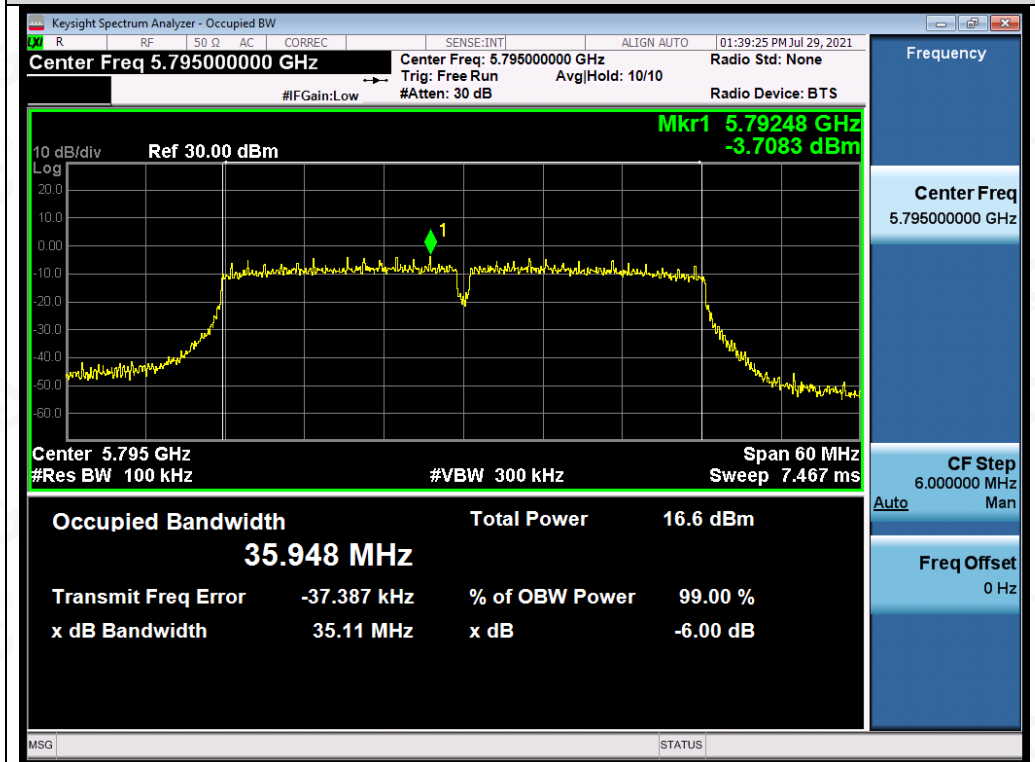 Keysight Spectrum Analyzer - Occupied BW
LXI R RF 50 Ω AC CORREC SENSE:INT ALIGN AUTO 01:39:25 PM Jul 29, 2021
Center Freq 5.795000000 GHz
Center Freq: 5.795000000 GHz
Radio Std: None
Trig: Free Run Avg|Hold: 10/10
#IFGain:Low
#Atten: 30 dB
Radio Device: BTS
Frequency
Mkr1 5.79248 GHz
-3.7083 dBm
10 dB/div Ref 30.00 dBm
Log
20.0
10.0
0.00
-10.0
-20.0
-30.0
-40.0
-50.0
-60.0
1
Center 5.795 GHz Span 60 MHz
#Res BW 100 kHz #VBW 300 kHz Sweep 7.467 ms
Occupied Bandwidth Total Power 16.6 dBm
35.948 MHz
Transmit Freq Error -37.387 kHz % of OBW Power 99.00 %
x dB Bandwidth 35.11 MHz x dB -6.00 dB
Center Freq
5.795000000 GHz
CF Step
6.000000 MHz
Auto Man
Freq Offset
0 Hz
MSG STATUS